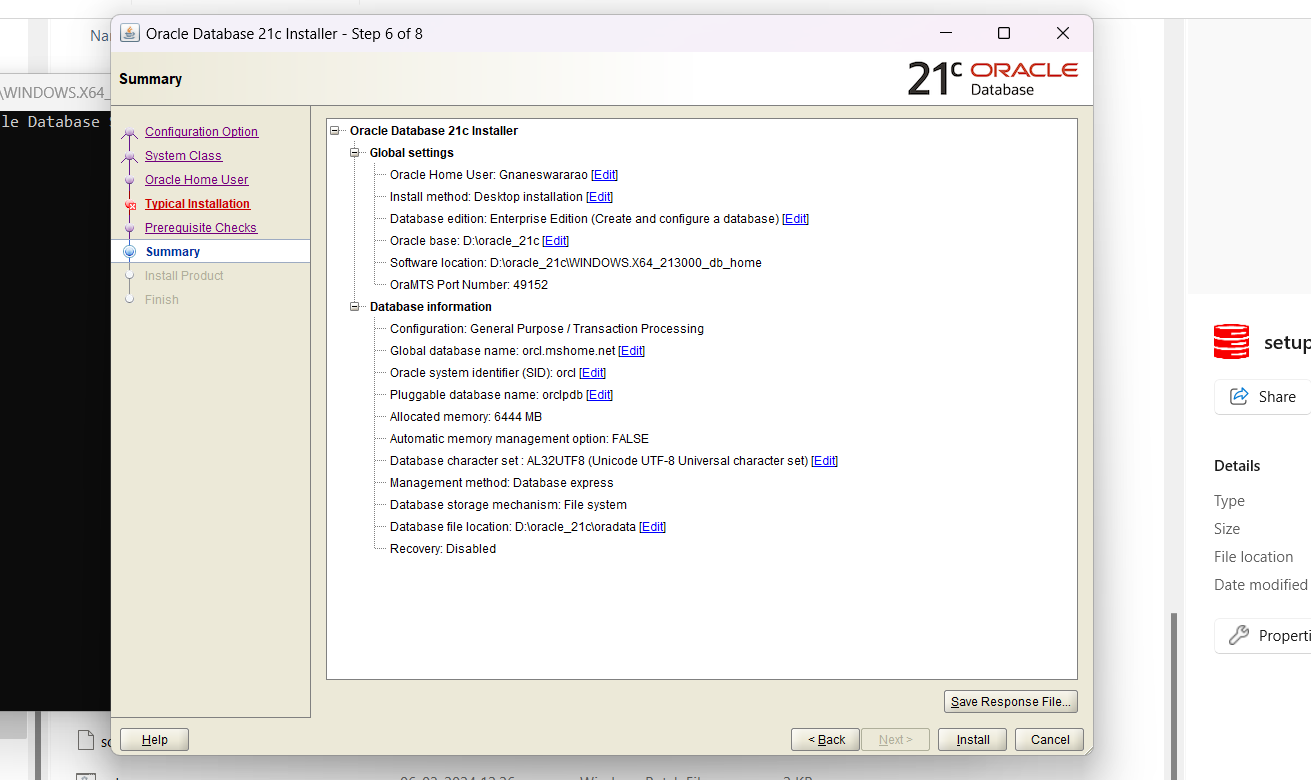 Oracle Database 21c Installer - Step 6 of 8
\WINDOWS.X64_
le Database
Summary
21c ORACLE
Database
Configuration Option
System Class
Oracle Home User
Typical Installation
Prerequisite Checks
Summary
Install Product
Finish
Oracle Database 21c Installer
Global settings
Oracle Home User: Gnaneswararao [Edit]
Install method: Desktop installation [Edit]
Database edition: Enterprise Edition (Create and configure a database) [Edit]
Oracle base: D:\oracle_21c [Edit]
Software location: D:\oracle_21c\WINDOWS.X64_213000_db_home
OraMTS Port Number: 49152
Database information
Configuration: General Purpose / Transaction Processing
Global database name: orcl.mshome.net [Edit]
Oracle system identifier (SID): orcl [Edit]
Pluggable database name: orclpdb [Edit]
Allocated memory: 6444 MB
Automatic memory management option: FALSE
Database character set : AL32UTF8 (Unicode UTF-8 Universal character set) [Edit]
Management method: Database express
Database storage mechanism: File system
Database file location: D:\oracle_21c\oradata [Edit]
Recovery: Disabled
Save Response File...
Help
< Back
Next >
Install
Cancel
setup
Share
Details
Type
Size
File location
Date modified
Properti